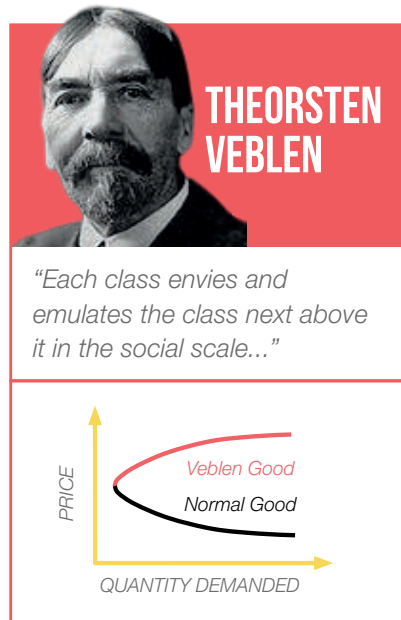 THEORSTEN
VEBLEN
“Each class envies and
emulates the class next above
it in the social scale...”
PRICE
Veblen Good
Normal Good
QUANTITY DEMANDED